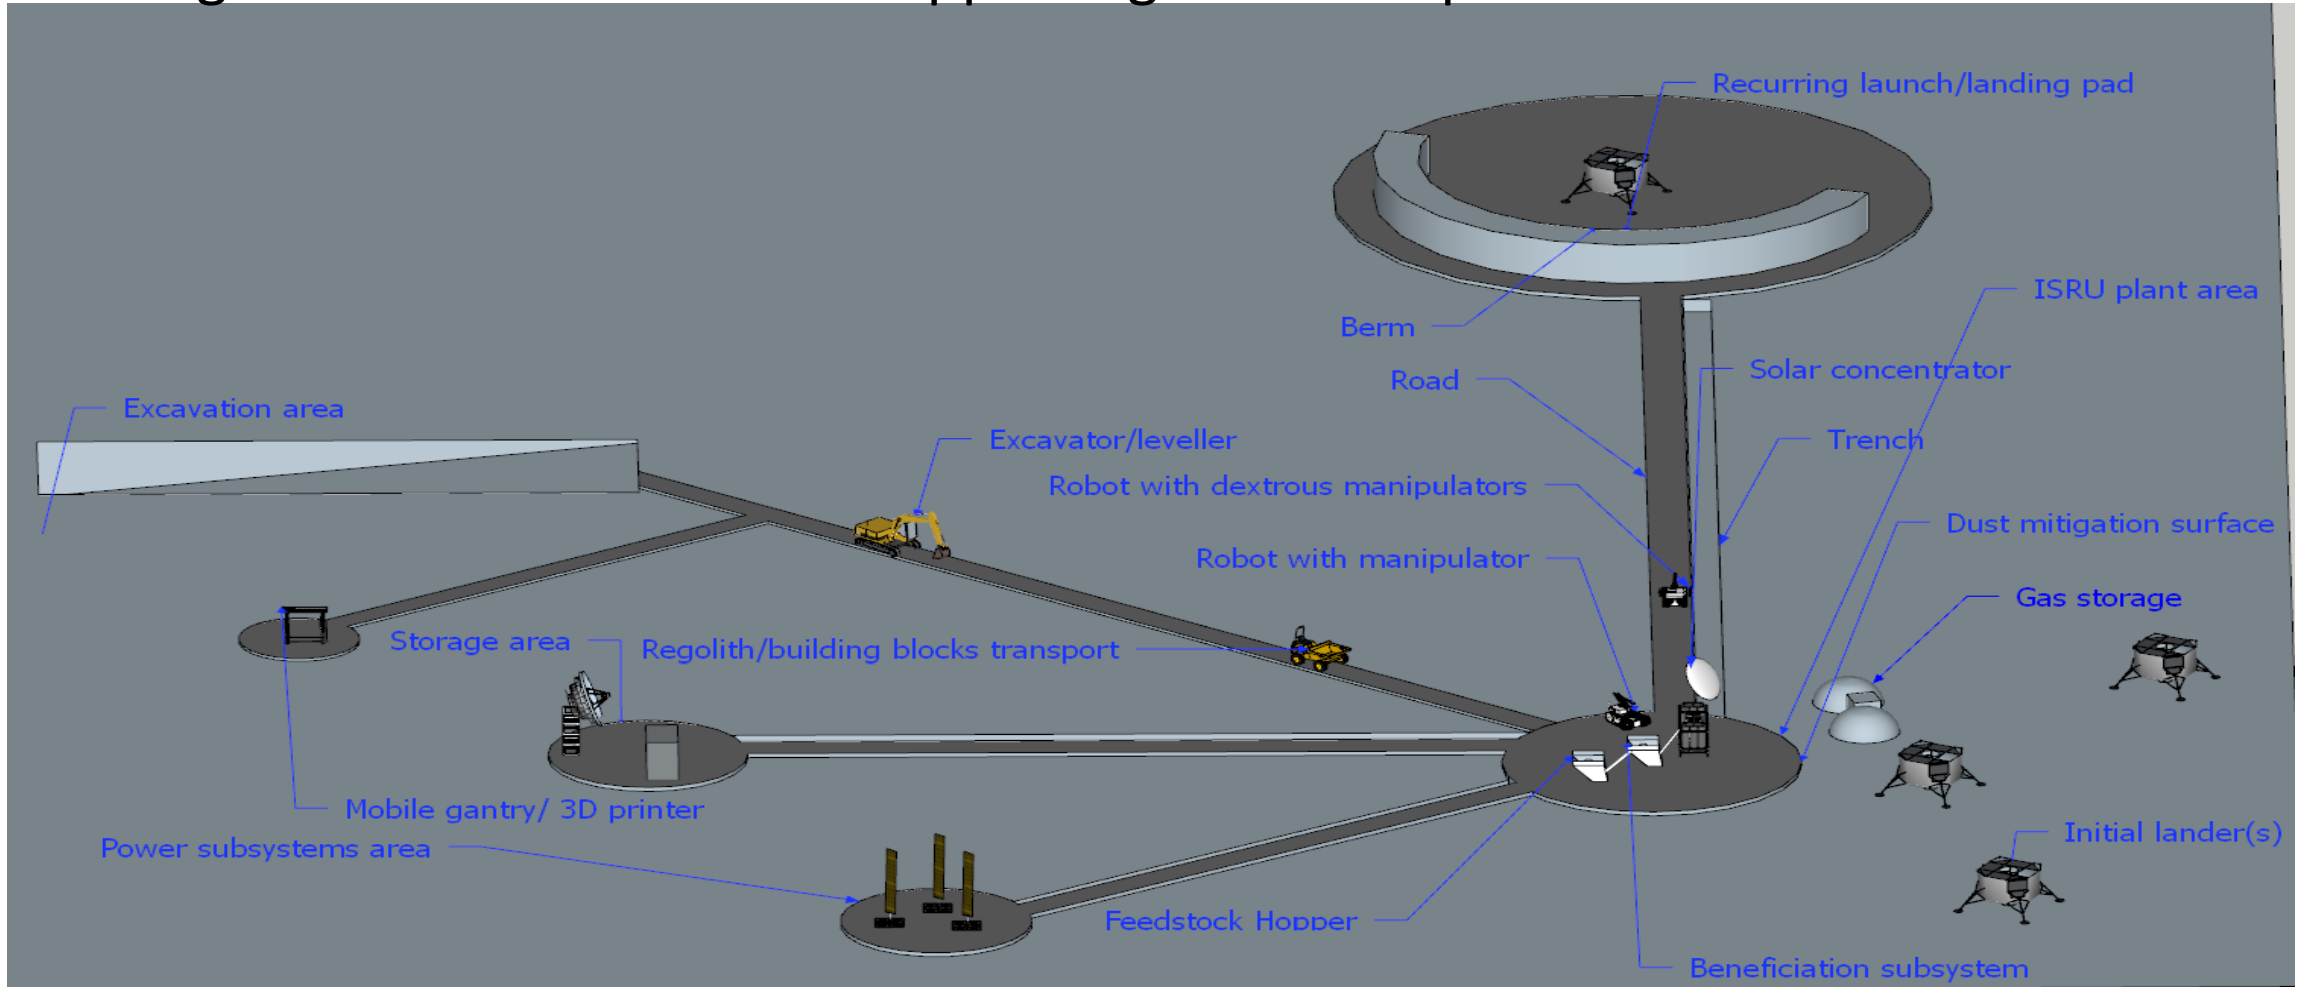 Recurring launch/landing pad
ISRU plant area
Berm
Solar concentrator
Road
Excavation area
Excavator/leveller
Trench
Robot with dextrous manipulators
Dust mitigation surface
Robot with manipulator
Gas storage
Storage area
Regolith/building blocks transport
Mobile gantry/ 3D printer
Initial lander(s)
Power subsystems area
Feedstock Hopper
Beneficiation subsystem